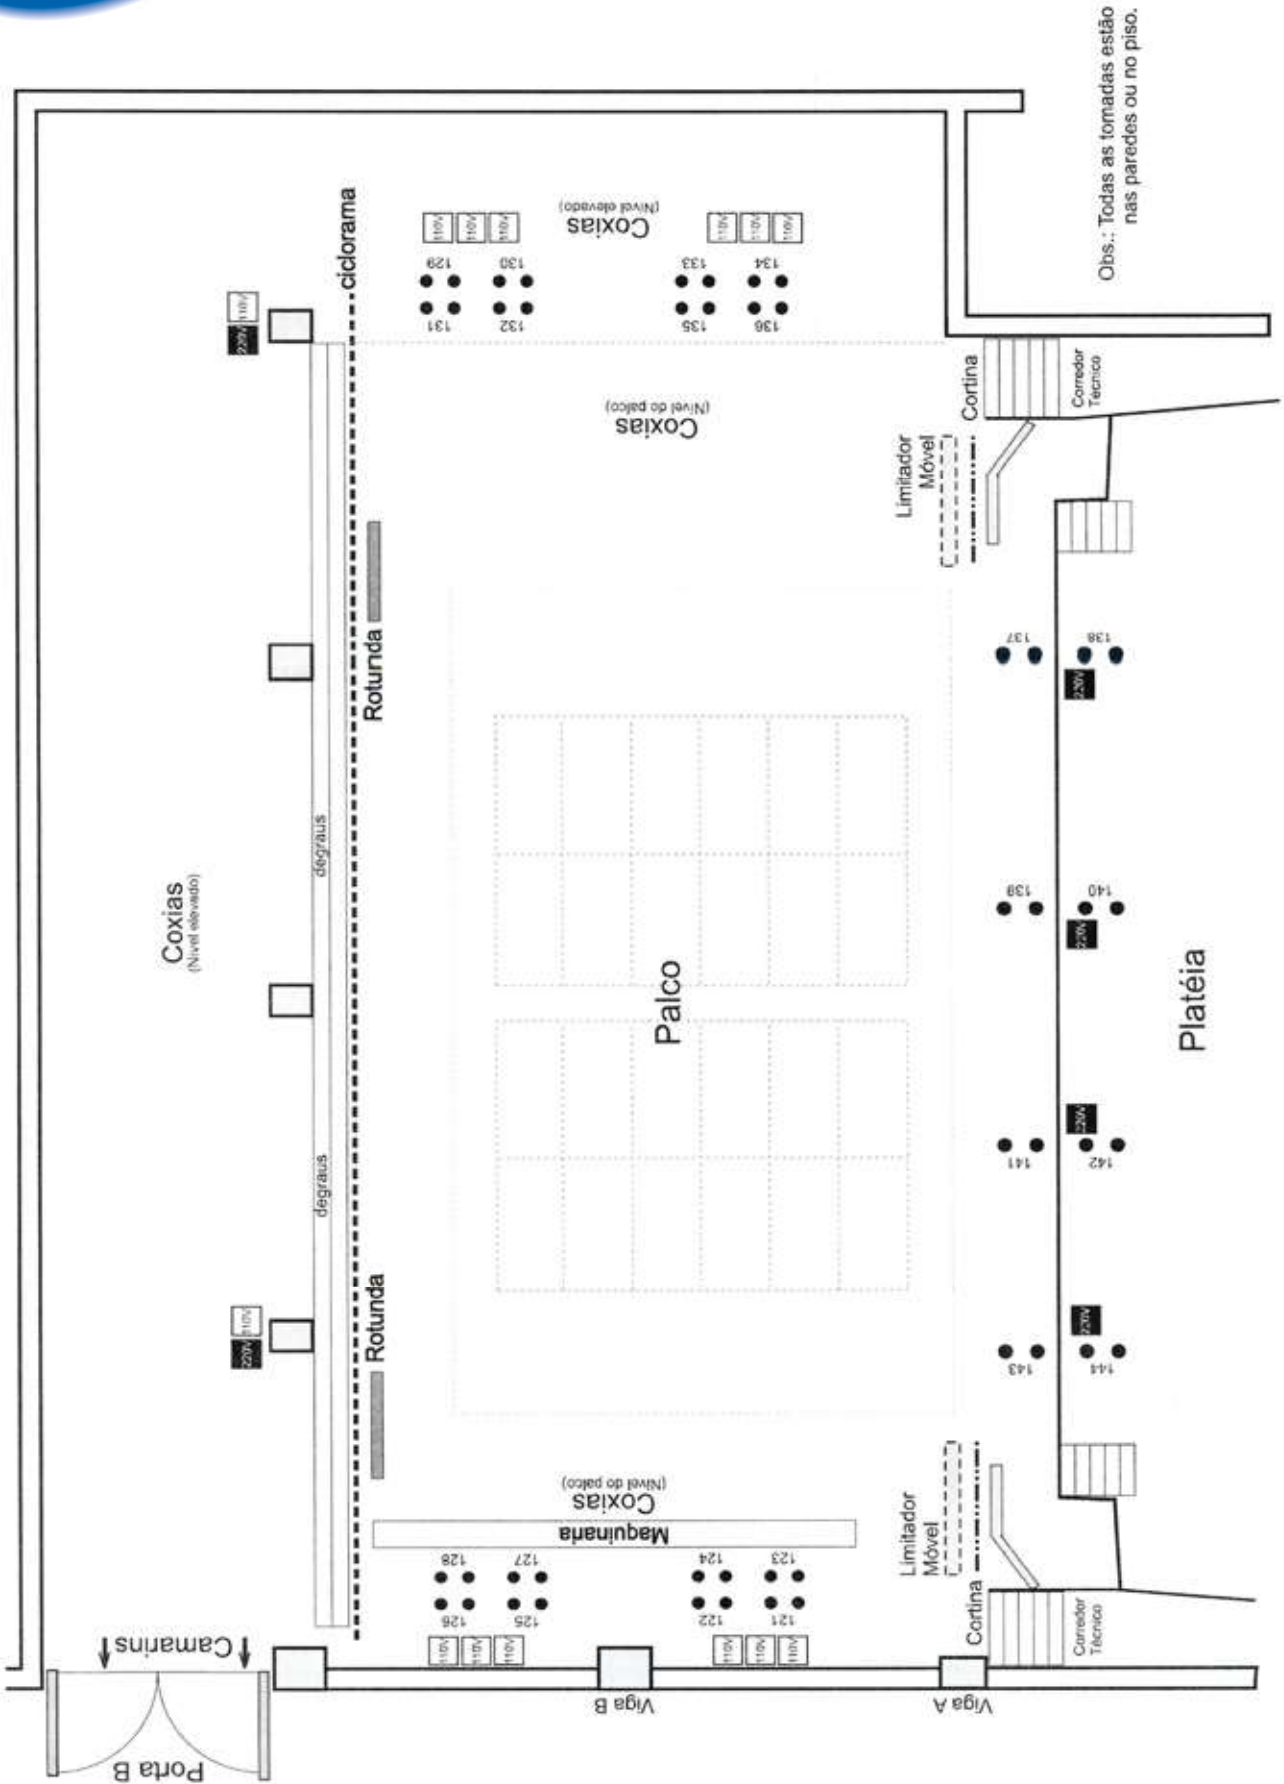 Obs.: Todas as tomadas estão
nas paredes ou no piso.
Coxias
(Nível elevado)
220V
110V
220V
110V
degraus
degraus
ciclorama
Rotunda
Rotunda
Coxias
(Nível elevado)
110V
110V
110V
110V
110V
110V
129
130
131
132
133
134
135
136
Coxias
(Nível do palco)
Palco
Coxias
(Nível do palco)
Maquinaria
128
127
126
125
124
123
122
121
110V
110V
110V
110V
110V
110V
Limitador
Móvel
Cortina
Corredor
Técnico
Limitador
Móvel
Cortina
Corredor
Técnico
137
138
220V
139
140
220V
141
142
220V
143
144
220V
Platéia
Camarins
Porta B
Viga B
Viga A